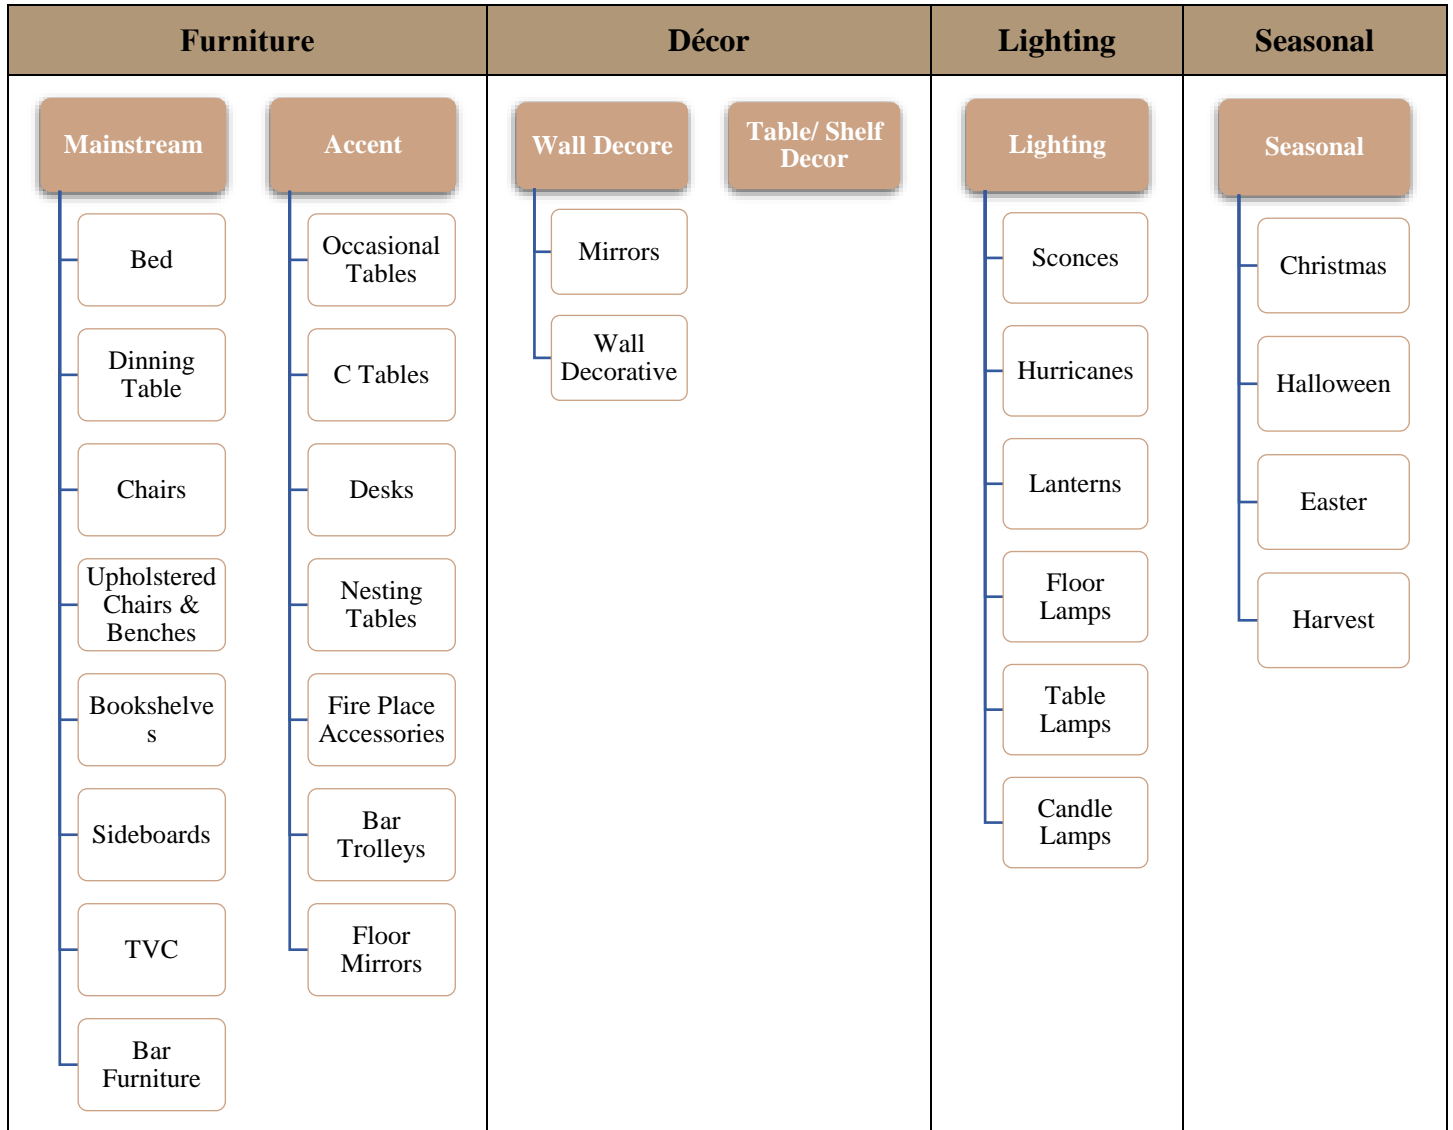 Furniture
Décor
Lighting
Seasonal
Mainstream
Bed
Dinning
Table
Chairs
Upholstered
Chairs &
Benches
Bookshelve
s
Sideboards
TVC
Bar
Furniture
Accent
Occasional
Tables
C Tables
Desks
Nesting
Tables
Fire Place
Accessories
Bar
Trolleys
Floor
Mirrors
Wall Decore
Mirrors
Wall
Decorative
Table/ Shelf
Decor
Lighting
Sconces
Hurricanes
Lanterns
Floor
Lamps
Table
Lamps
Candle
Lamps
Seasonal
Christmas
Halloween
Easter
Harvest